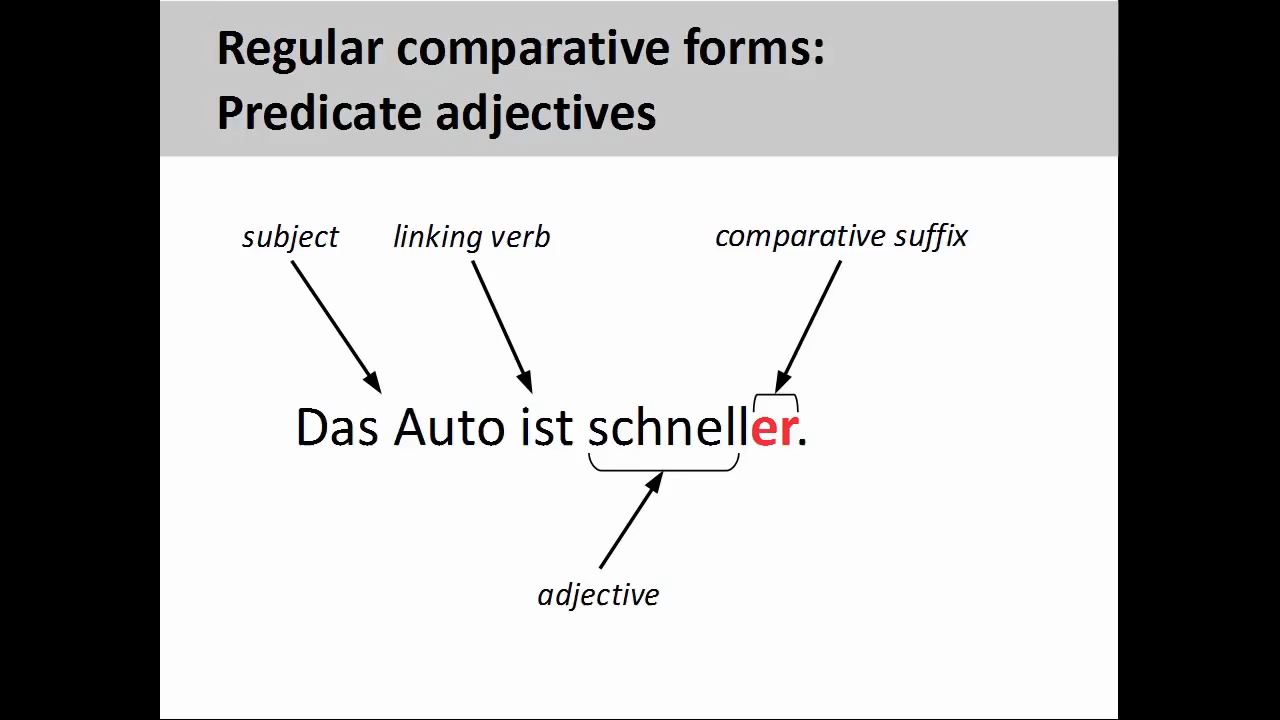 Regular comparative forms:
Predicate adjectives
subject linking verb comparative suffix
Das Auto ist schneller.
adjective